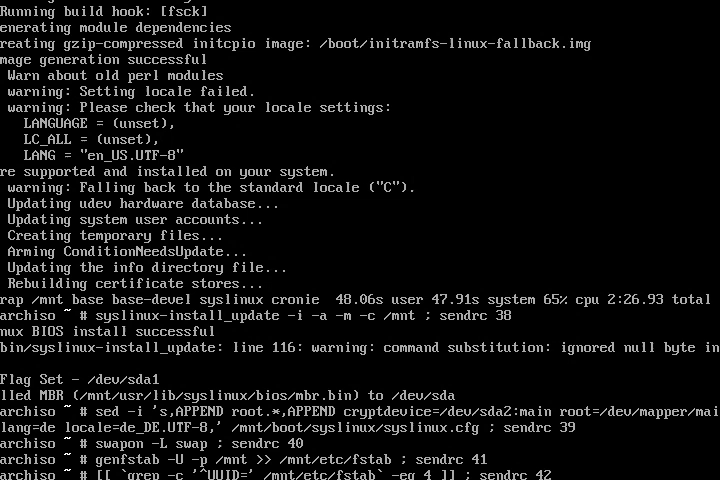 Running build hook: [fsck]
enerating module dependencies
reating gzip-compressed initcpio image: /boot/initramfs-linux-fallback.img
mage generation successful
Warn about old perl modules
warning: Setting locale failed.
warning: Please check that your locale settings:
LANGUAGE = (unset),
LC_ALL = (unset),
LANG = "en_US.UTF-8"
re supported and installed on your system.
warning: Falling back to the standard locale ("C").
Updating udev hardware database...
Updating system user accounts...
Creating temporary files...
Arming ConditionNeedsUpdate...
Updating the info directory file...
Rebuilding certificate stores...
rap /mnt base base-devel syslinux cronie  48.06s user 47.91s system 65% cpu 2:26.93 total
archiso ~ # syslinux-install_update -i -a -m -c /mnt ; sendrc 38
nux BIOS install successful
bin/syslinux-install_update: line 116: warning: command substitution: ignored null byte in
Flag Set - /dev/sda1
lled MBR (/mnt/usr/lib/syslinux/bios/mbr.bin) to /dev/sda
archiso ~ # sed -i 's,APPEND root.*,APPEND cryptdevice=/dev/sda2:main root=/dev/mapper/mai
lang=de locale=de_DE.UTF-8,' /mnt/boot/syslinux/syslinux.cfg ; sendrc 39
archiso ~ # swapon -L swap ; sendrc 40
archiso ~ # genfstab -U -p /mnt >> /mnt/etc/fstab ; sendrc 41
archiso ~ # [[ `grep -c '^UUID=' /mnt/etc/fstab` -eq 4 ]] ; sendrc 42